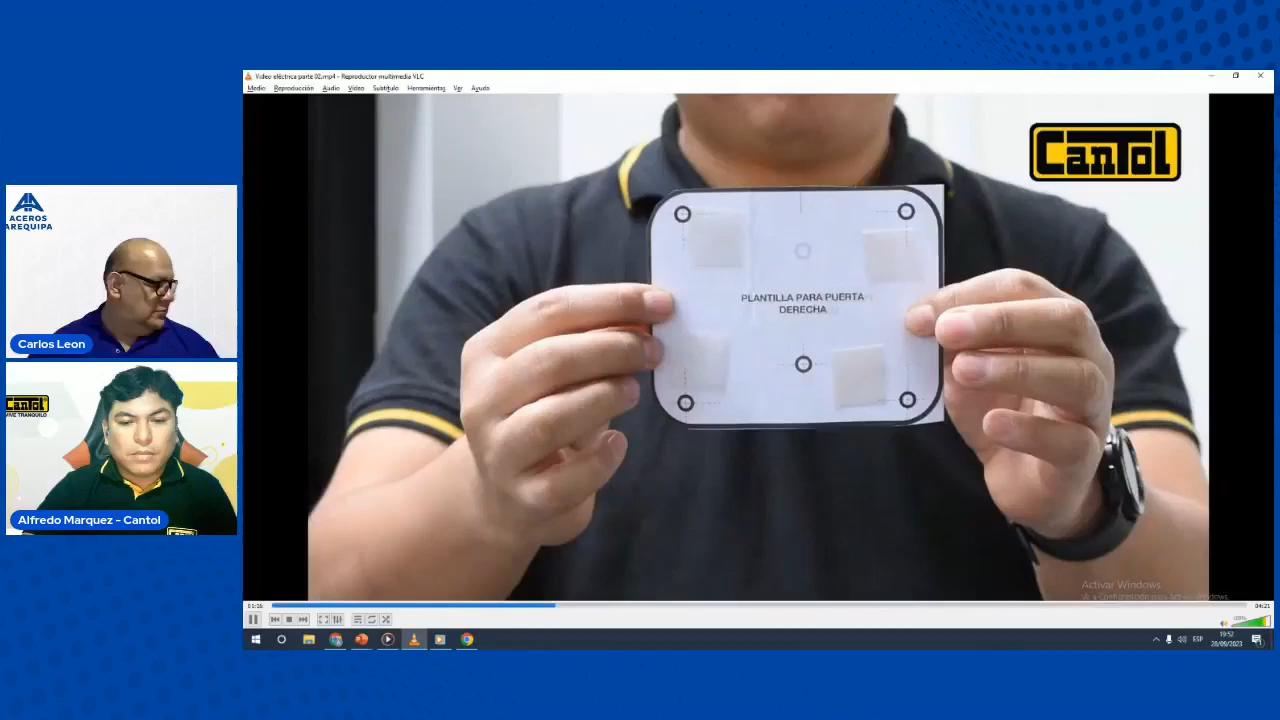 Video eléctrica parte 02.mp4 - Reproductor multimedia VLC
Medio Reproducción Audio Video Subtítulo Herramientas Ver Ayuda
CanTol
ACEROS
AREQUIPA
Carlos Leon
PLANTILLA PARA PUERTA
DERECHA
CanTol
VIVE TRANQUILO
Alfredo Marquez - Cantol
Activar Windows
01:16
04:21
ESP
19:52
28/09/2023